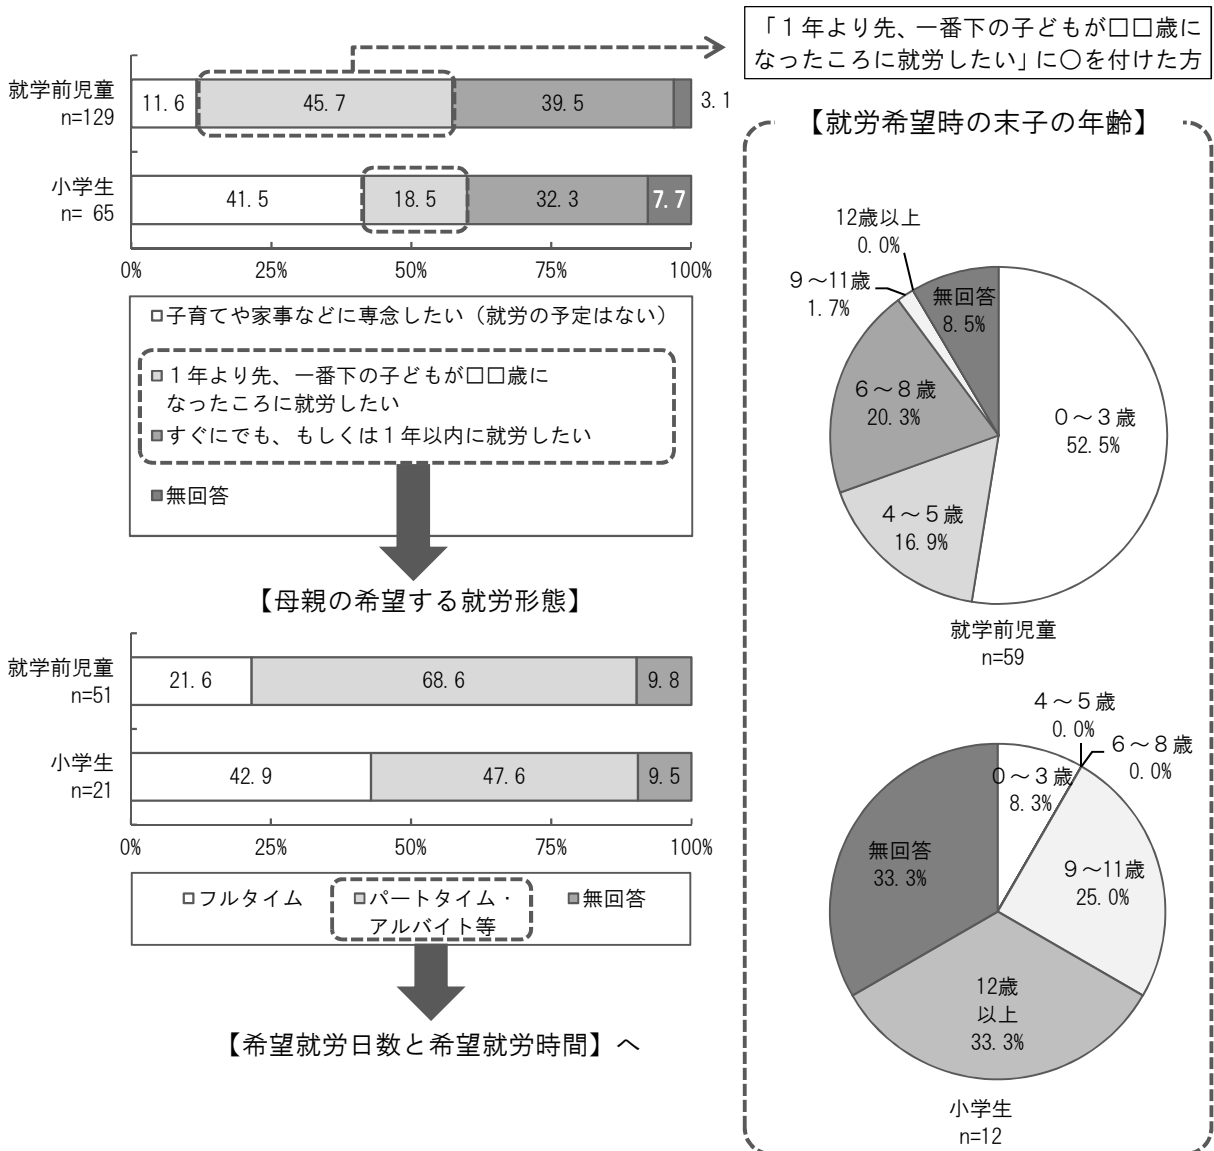 「１年より先、一番下の子どもが□□歳に
なったころに就労したい」に○を付けた方
就学前児童
n=129
11.6
45.7
39.5
3.1
小学生
n= 65
41.5
18.5
32.3
7.7
0%
25%
50%
75%
100%
□子育てや家事などに専念したい（就労の予定はない）
１年より先、一番下の子どもが□□歳に
なったころに就労したい
すぐにでも、もしくは１年以内に就労したい
無回答
【母親の希望する就労形態】
就学前児童
n=51
21.6
68.6
9.8
小学生
n=21
42.9
47.6
9.5
0%
25%
50%
75%
100%
□フルタイム
パートタイム・
アルバイト等
無回答
【希望就労日数と希望就労時間】へ
【就労希望時の末子の年齢】
12歳以上
0.0%
９～11歳
1.7%
無回答
8.5%
６～８歳
20.3%
０～３歳
52.5%
４～５歳
16.9%
就学前児童
n=59
４～５歳
0.0%
６～８歳
0.0%
０～３歳
8.3%
無回答
33.3%
９～11歳
25.0%
12歳
以上
33.3%
小学生
n=12